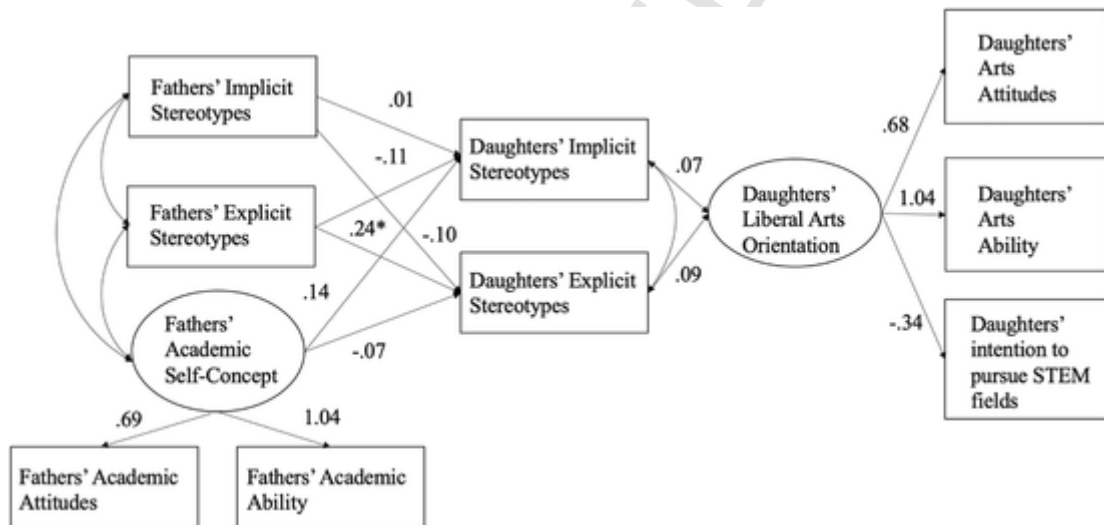 Fathers' Implicit
Stereotypes
Fathers' Explicit
Stereotypes
Fathers'
Academic
Self-Concept
Fathers' Academic
Attitudes
Fathers' Academic
Ability
.69
1.04
.01
-.11
.24*
-.10
.14
-.07
Daughters' Implicit
Stereotypes
Daughters' Explicit
Stereotypes
.07
.09
Daughters'
Liberal Arts
Orientation
.68
1.04
-.34
Daughters'
Arts
Attitudes
Daughters'
Arts
Ability
Daughters'
intention to
pursue STEM
fields